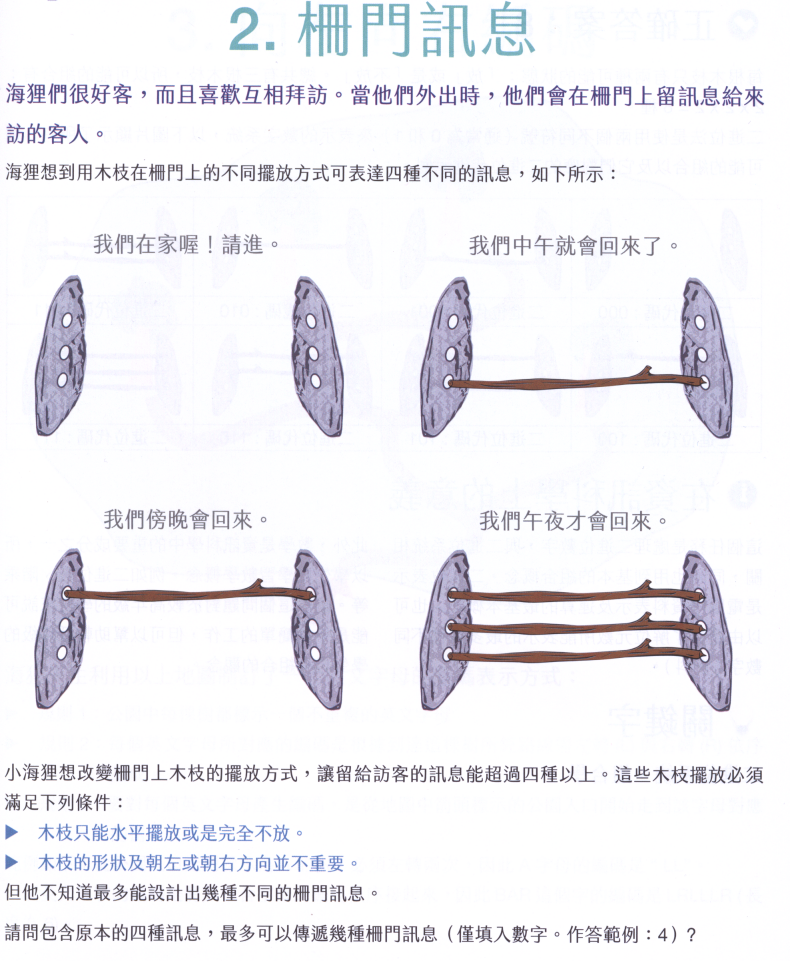 2. 柵門訊息
海狸們很好客，而且喜歡互相拜訪。當他們外出時，他們會在柵門上留訊息給來
訪的客人。
海狸想到用木枝在柵門上的不同擺放方式可表達四種不同的訊息，如下所示：
我們在家喔！請進。
我們中午就會回來了。
我們傍晚會回來。
我們午夜才會回來。
小海狸想改變柵門上木枝的擺放方式，讓留給訪客的訊息能超過四種以上。這些木枝擺放必須
滿足下列條件：
▶ 木枝只能水平擺放或是完全不放。
▶ 木枝的形狀及朝左或朝右方向並不重要。
但他不知道最多能設計出幾種不同的柵門訊息。
請問包含原本的四種訊息，最多可以傳遞幾種柵門訊息（僅填入數字。作答範例：4）？